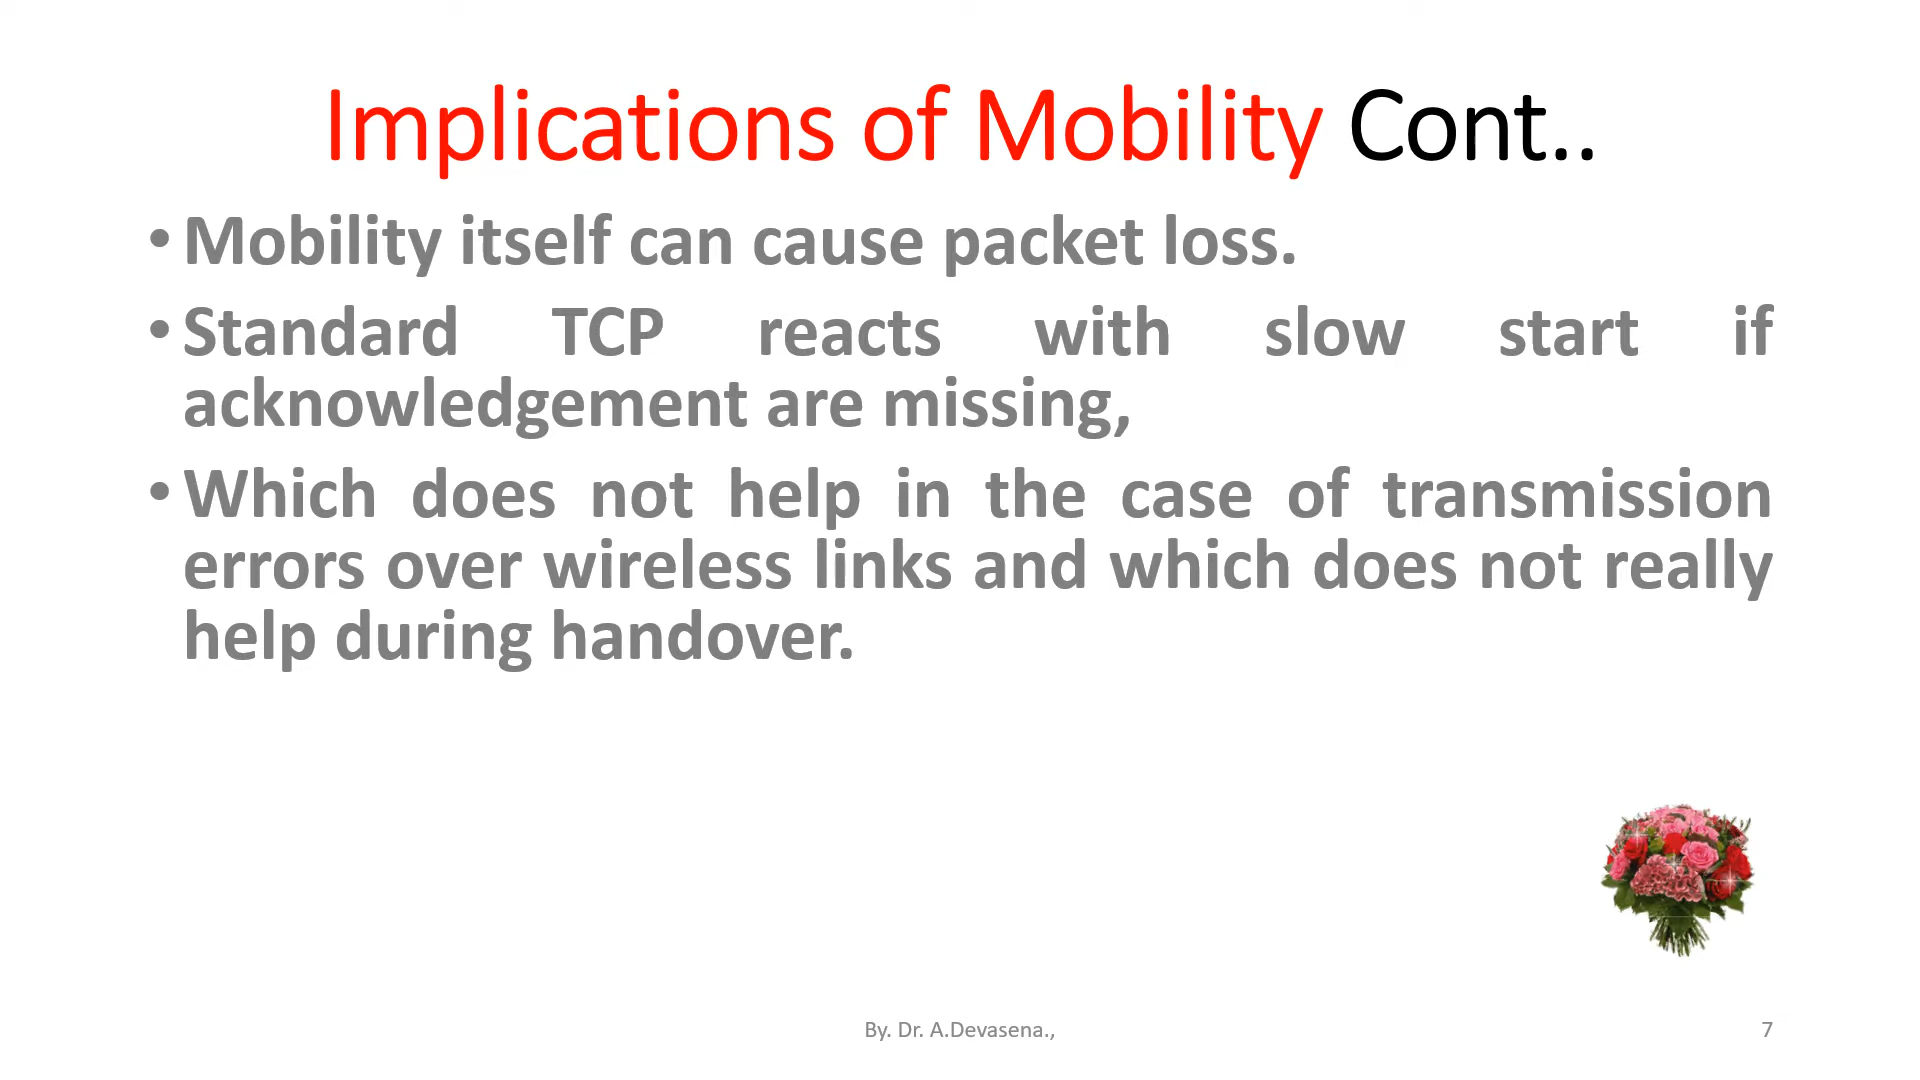 Implications of Mobility Cont..
• Mobility itself can cause packet loss.
• Standard TCP reacts with slow start if
acknowledgement are missing,
• Which does not help in the case of transmission
errors over wireless links and which does not really
help during handover.
By. Dr. A.Devasena.,
7